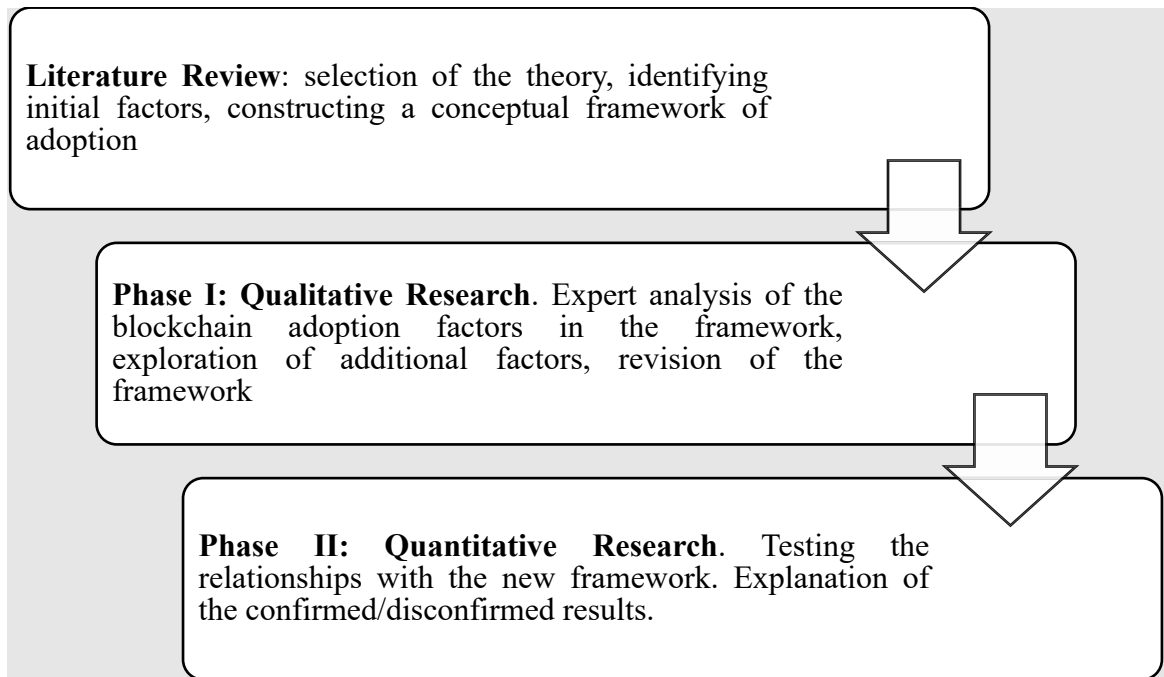 Literature Review: selection of the theory, identifying
initial factors, constructing a conceptual framework of
adoption
Phase I: Qualitative Research. Expert analysis of the
blockchain adoption factors in the framework,
exploration of additional factors, revision of the
framework
Phase II: Quantitative Research. Testing the
relationships with the new framework. Explanation of
the confirmed/disconfirmed results.